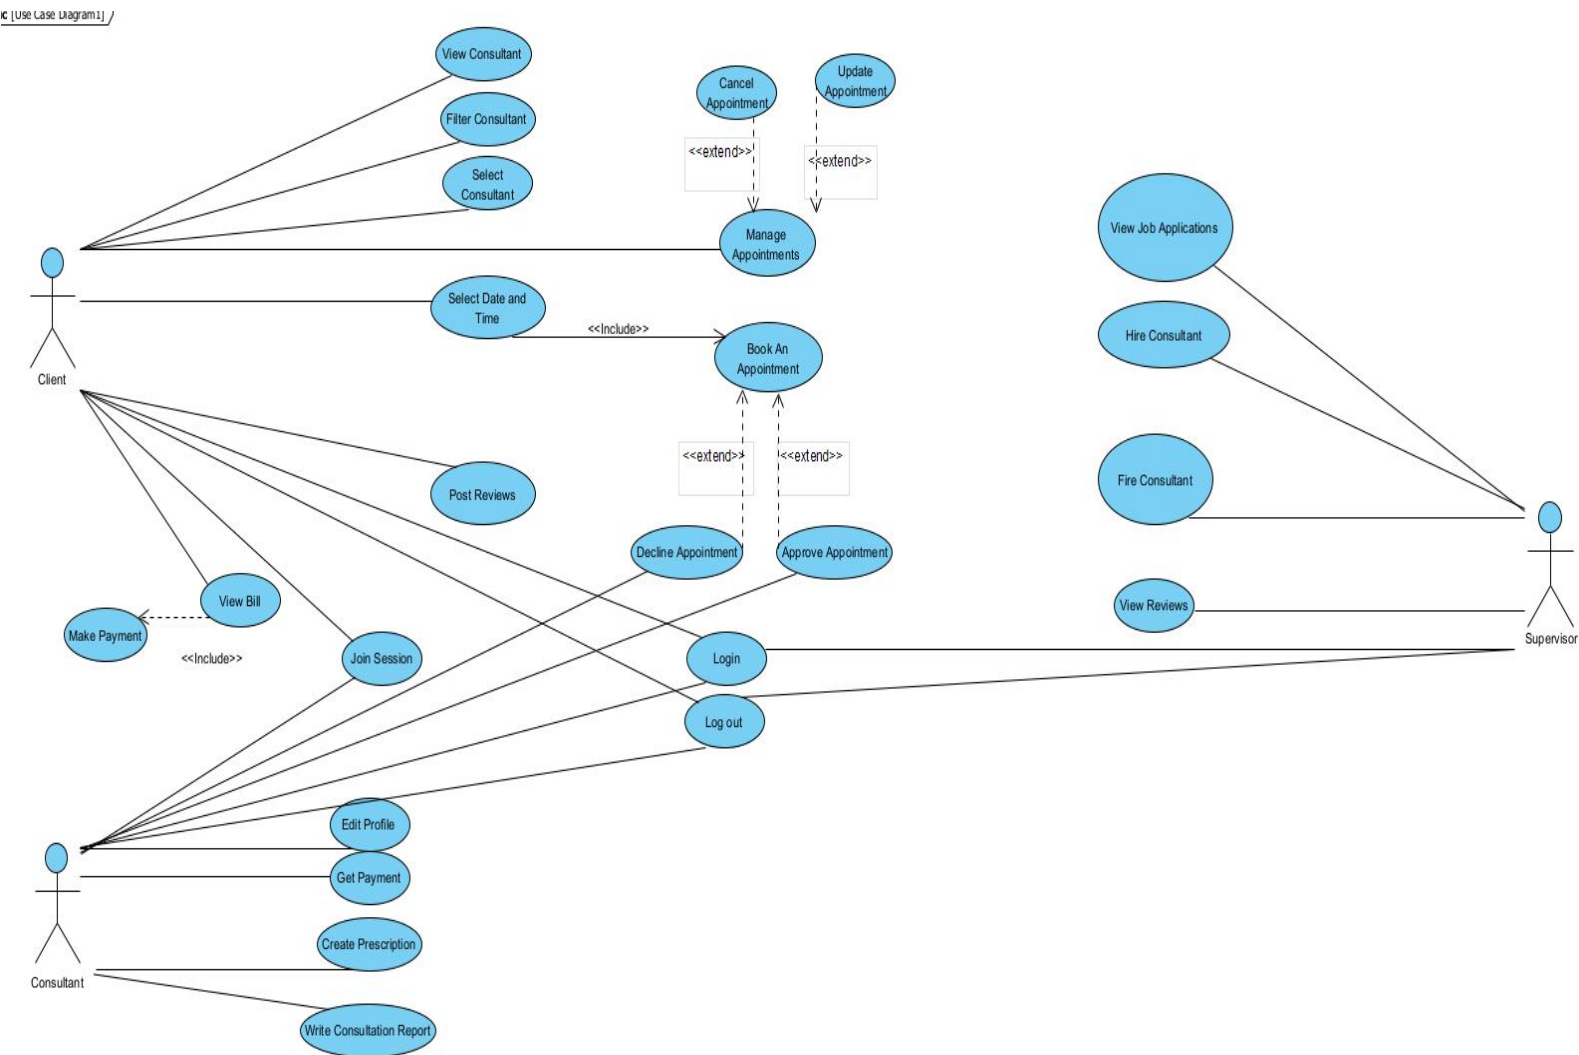 [Use Case Diagram1]
View Consultant
Filter Consultant
Select
Consultant
Cancel
Appointment
Update
Appointment
<<extend>>
<<extend>>
Manage
Appointments
View Job Applications
Client
Select Date and
Time
<<Include>>
Book An
Appointment
Hire Consultant
<<extend>>
<<extend>>
Fire Consultant
Post Reviews
Decline Appointment
Approve Appointment
View Bill
Make Payment
<<Include>>
Join Session
Login
Log out
View Reviews
Supervisor
Edit Profile
Get Payment
Create Prescription
Consultant
Write Consultation Report